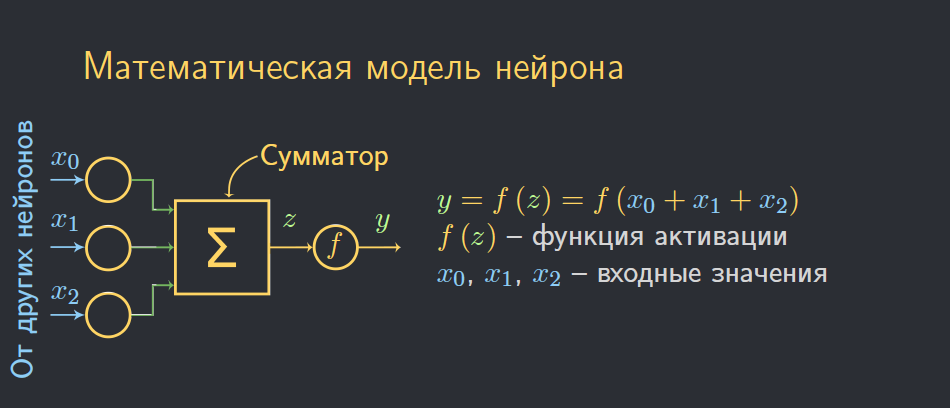 Математическая модель нейрона
От других нейронов
x₀
x₁
x₂
Сумматор
Σ
z
f
y
y = f (z) = f (x₀ + x₁ + x₂)
f (z) – функция активации
x₀, x₁, x₂ – входные значения